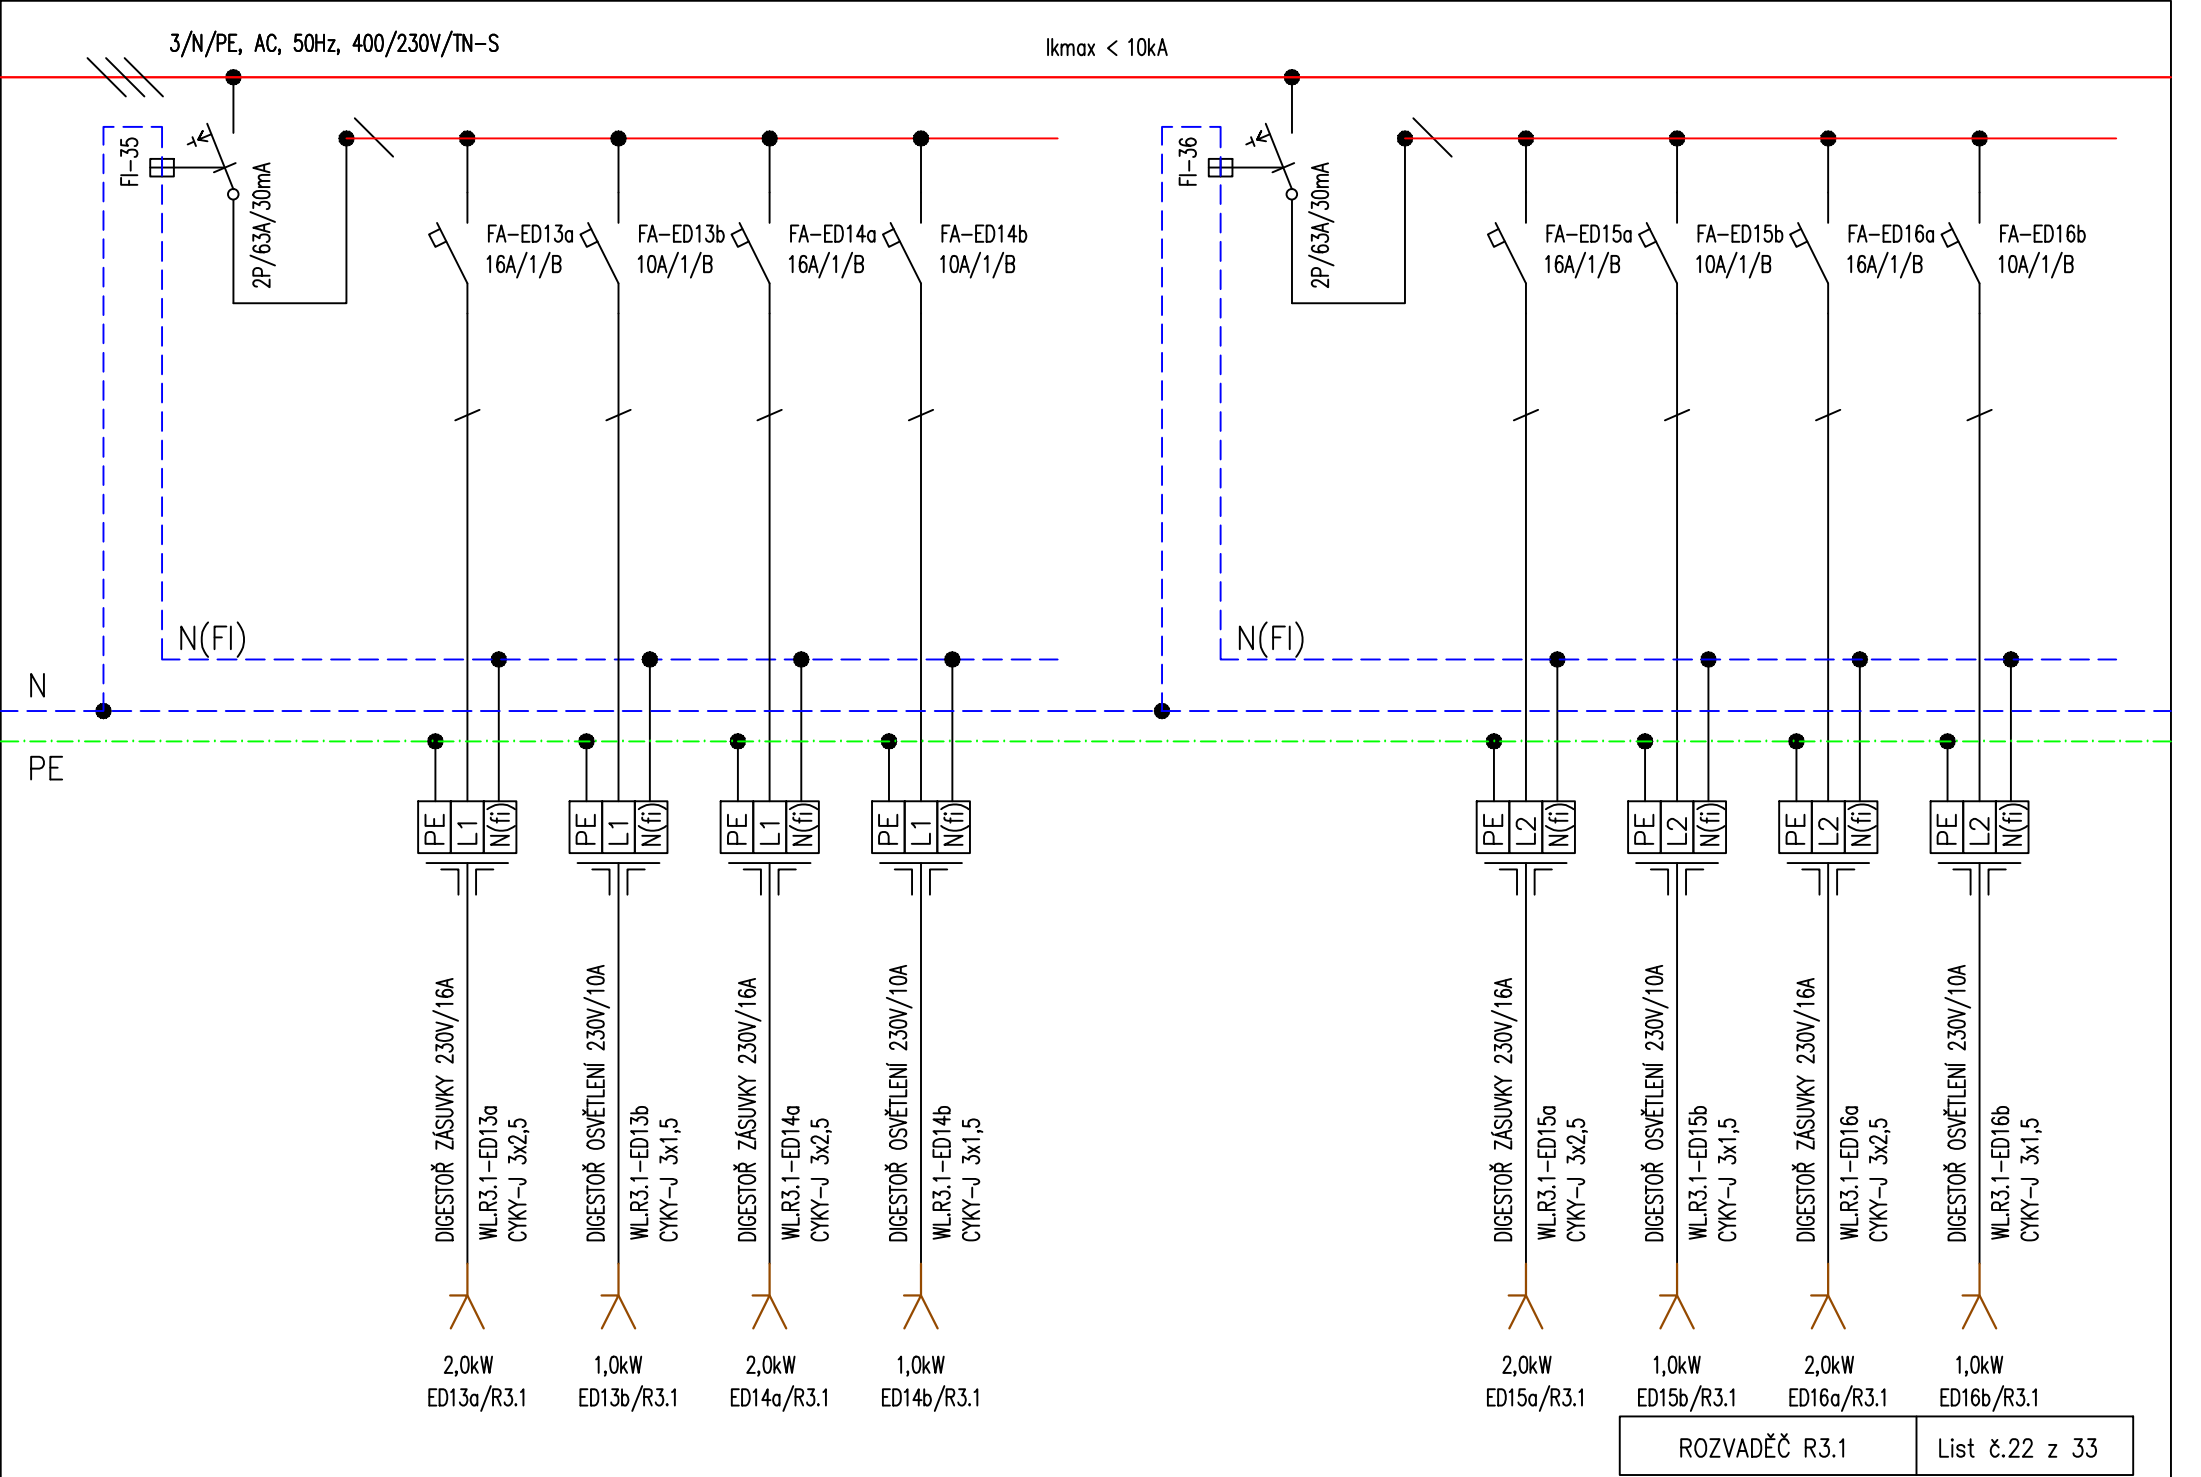 3/N/PE, AC, 50Hz, 400/230V/TN-S
Ikmax < 10kA
FI-35
2P/63A/30mA
FA-ED13a
16A/1/B
FA-ED13b
10A/1/B
FA-ED14a
16A/1/B
FA-ED14b
10A/1/B
FI-36
2P/63A/30mA
FA-ED15a
16A/1/B
FA-ED15b
10A/1/B
FA-ED16a
16A/1/B
FA-ED16b
10A/1/B
N(FI)
N(FI)
N
PE
PE L1 N(fi)
PE L1 N(fi)
PE L1 N(fi)
PE L1 N(fi)
PE L2 N(fi)
PE L2 N(fi)
PE L2 N(fi)
PE L2 N(fi)
DIGESTOŘ ZÁSUVKY 230V/16A
WL.R3.1-ED13a
CYKY-J 3x2,5
DIGESTOŘ OSVĚTLENÍ 230V/10A
WL.R3.1-ED13b
CYKY-J 3x1,5
DIGESTOŘ ZÁSUVKY 230V/16A
WL.R3.1-ED14a
CYKY-J 3x2,5
DIGESTOŘ OSVĚTLENÍ 230V/10A
WL.R3.1-ED14b
CYKY-J 3x1,5
DIGESTOŘ ZÁSUVKY 230V/16A
WL.R3.1-ED15a
CYKY-J 3x2,5
DIGESTOŘ OSVĚTLENÍ 230V/10A
WL.R3.1-ED15b
CYKY-J 3x1,5
DIGESTOŘ ZÁSUVKY 230V/16A
WL.R3.1-ED16a
CYKY-J 3x2,5
DIGESTOŘ OSVĚTLENÍ 230V/10A
WL.R3.1-ED16b
CYKY-J 3x1,5
2,0kW
ED13a/R3.1
1,0kW
ED13b/R3.1
2,0kW
ED14a/R3.1
1,0kW
ED14b/R3.1
2,0kW
ED15a/R3.1
1,0kW
ED15b/R3.1
2,0kW
ED16a/R3.1
1,0kW
ED16b/R3.1
ROZVADĚČ R3.1
List č.22 z 33